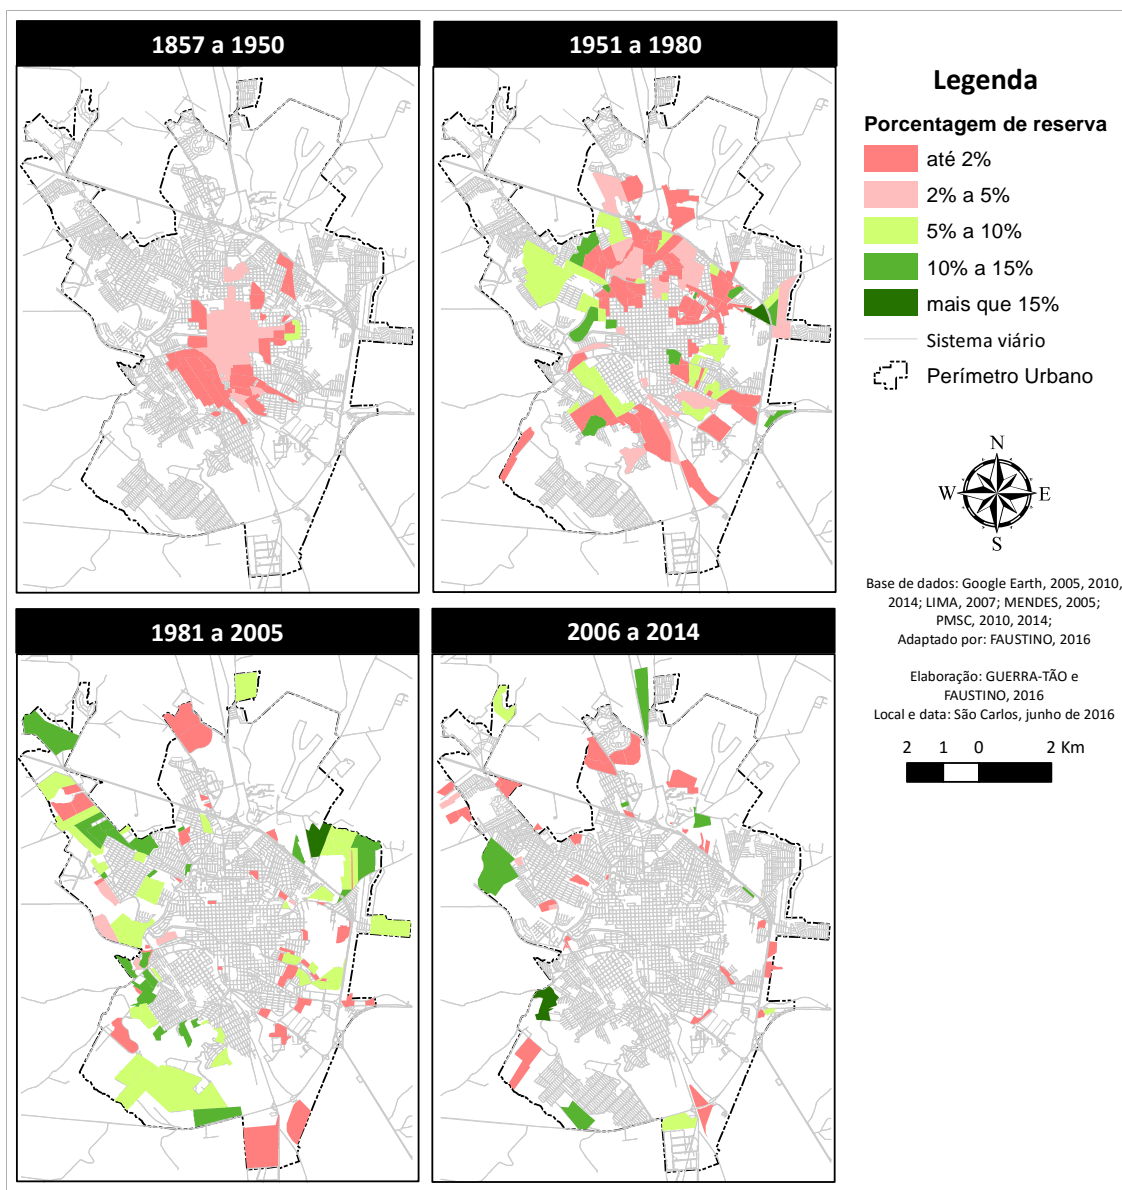 1857 a 1950
1951 a 1980
1981 a 2005
2006 a 2014
Legenda
Porcentagem de reserva
até 2%
2% a 5%
5% a 10%
10% a 15%
mais que 15%
Sistema viário
Perímetro Urbano
N
W E
S
Base de dados: Google Earth, 2005, 2010,
2014; LIMA, 2007; MENDES, 2005;
PMSC, 2010, 2014;
Adaptado por: FAUSTINO, 2016
Elaboração: GUERRA-TÃO e
FAUSTINO, 2016
Local e data: São Carlos, junho de 2016
2 1 0 2 Km